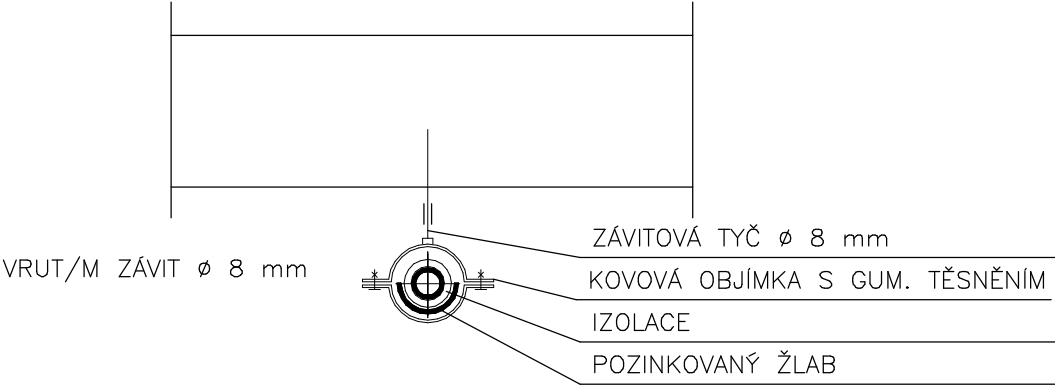 ZÁVITOVÁ TYČ ø 8 mm
VRUT/M ZÁVIT ø 8 mm
KOVOVÁ OBJÍMKA S GUM. TĚSNĚNÍM
IZOLACE
POZINKOVANÝ ŽLAB